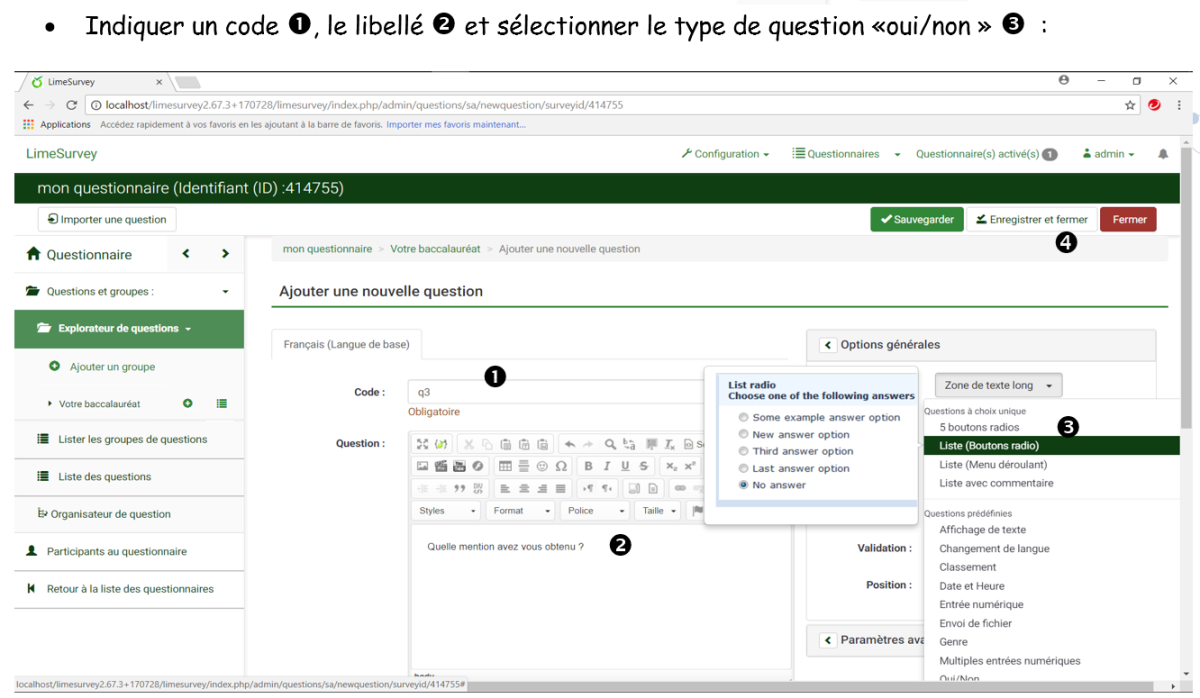 • Indiquer un code ❶, le libellé ❷ et sélectionner le type de question «oui/non » ❸ :
LimeSurvey
localhost/limesurvey2.67.3+170728/limesurvey/index.php/admin/questions/sa/newquestion/surveyid/414755
Applications Accédez rapidement à vos favoris en les ajoutant à la barre de favoris. Importer mes favoris maintenant...
LimeSurvey Configuration Questionnaires Questionnaire(s) activé(s) 1 admin
mon questionnaire (Identifiant (ID) :414755)
Importer une question Sauvegarder Enregistrer et fermer Fermer
❹
Questionnaire
mon questionnaire > Votre baccalauréat > Ajouter une nouvelle question
Questions et groupes :
Ajouter une nouvelle question
Explorateur de questions
Ajouter un groupe
Votre baccalauréat
Lister les groupes de questions
Liste des questions
Organisateur de question
Participants au questionnaire
Retour à la liste des questionnaires
Français (Langue de base)
Code : q3 ❶
Obligatoire
Question :
B I U S x₂ x²
Styles Format Police Taille
Quelle mention avez vous obtenu ? ❷
Options générales
Zone de texte long
List radio
Choose one of the following answers
Some example answer option
New answer option
Third answer option
Last answer option
No answer
Questions à choix unique
5 boutons radios ❸
Liste (Boutons radio)
Liste (Menu déroulant)
Liste avec commentaire
Questions prédéfinies
Affichage de texte
Validation : Changement de langue
Classement
Position : Date et Heure
Entrée numérique
Envoi de fichier
Paramètres ava Genre
Multiples entrées numériques
Oui/Non
localhost/limesurvey2.67.3+170728/limesurvey/index.php/admin/questions/sa/newquestion/surveyid/414755#